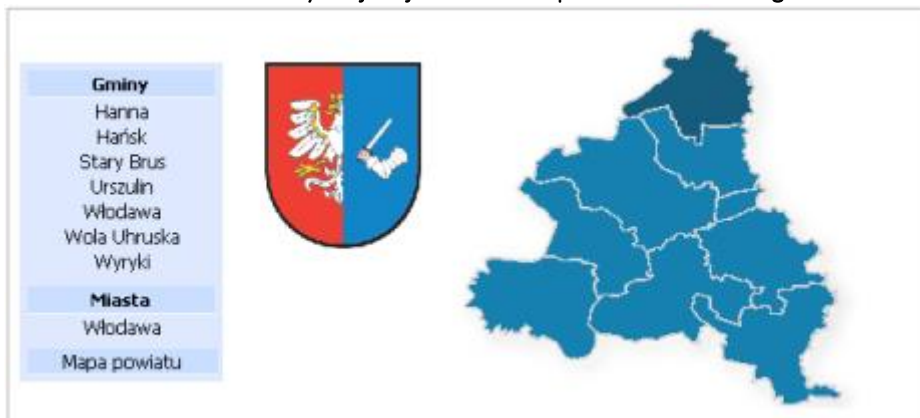 Gminy
Hanna
Hańsk
Stary Brus
Urszulin
Włodawa
Wola Uhruska
Wyryki
Miasta
Włodawa
Mapa powiatu